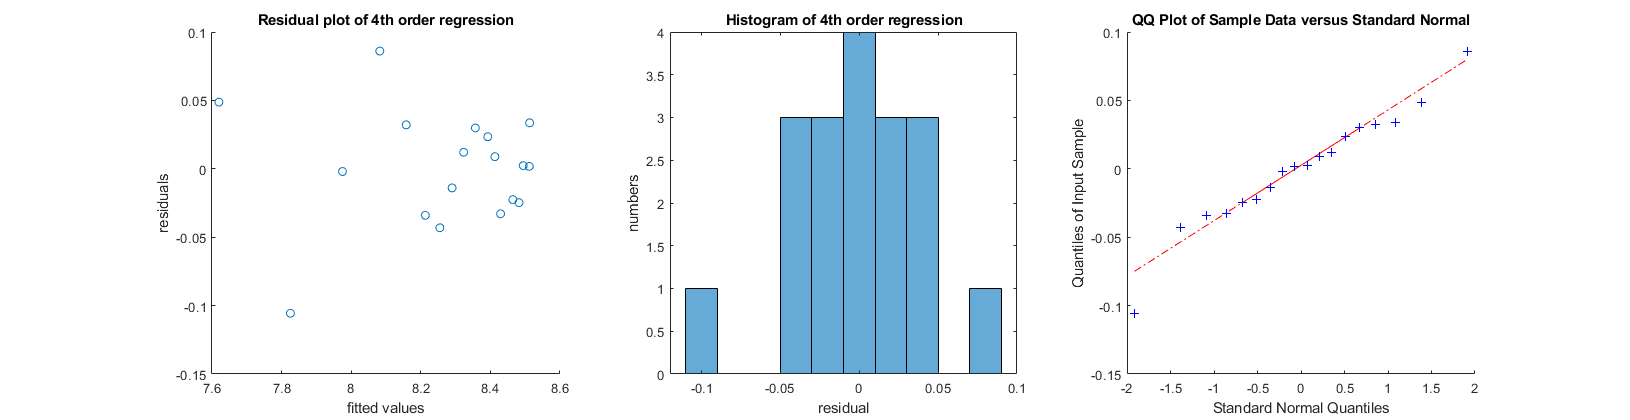 Residual plot of 4th order regression
0.1
0.05
0
-0.05
-0.1
-0.15
residuals
7.6 7.8 8 8.2 8.4 8.6
fitted values
Histogram of 4th order regression
4
3.5
3
2.5
2
1.5
1
0.5
0
numbers
-0.1 -0.05 0 0.05 0.1
residual
QQ Plot of Sample Data versus Standard Normal
0.1
0.05
0
-0.05
-0.1
-0.15
Quantiles of Input Sample
-2 -1.5 -1 -0.5 0 0.5 1 1.5 2
Standard Normal Quantiles